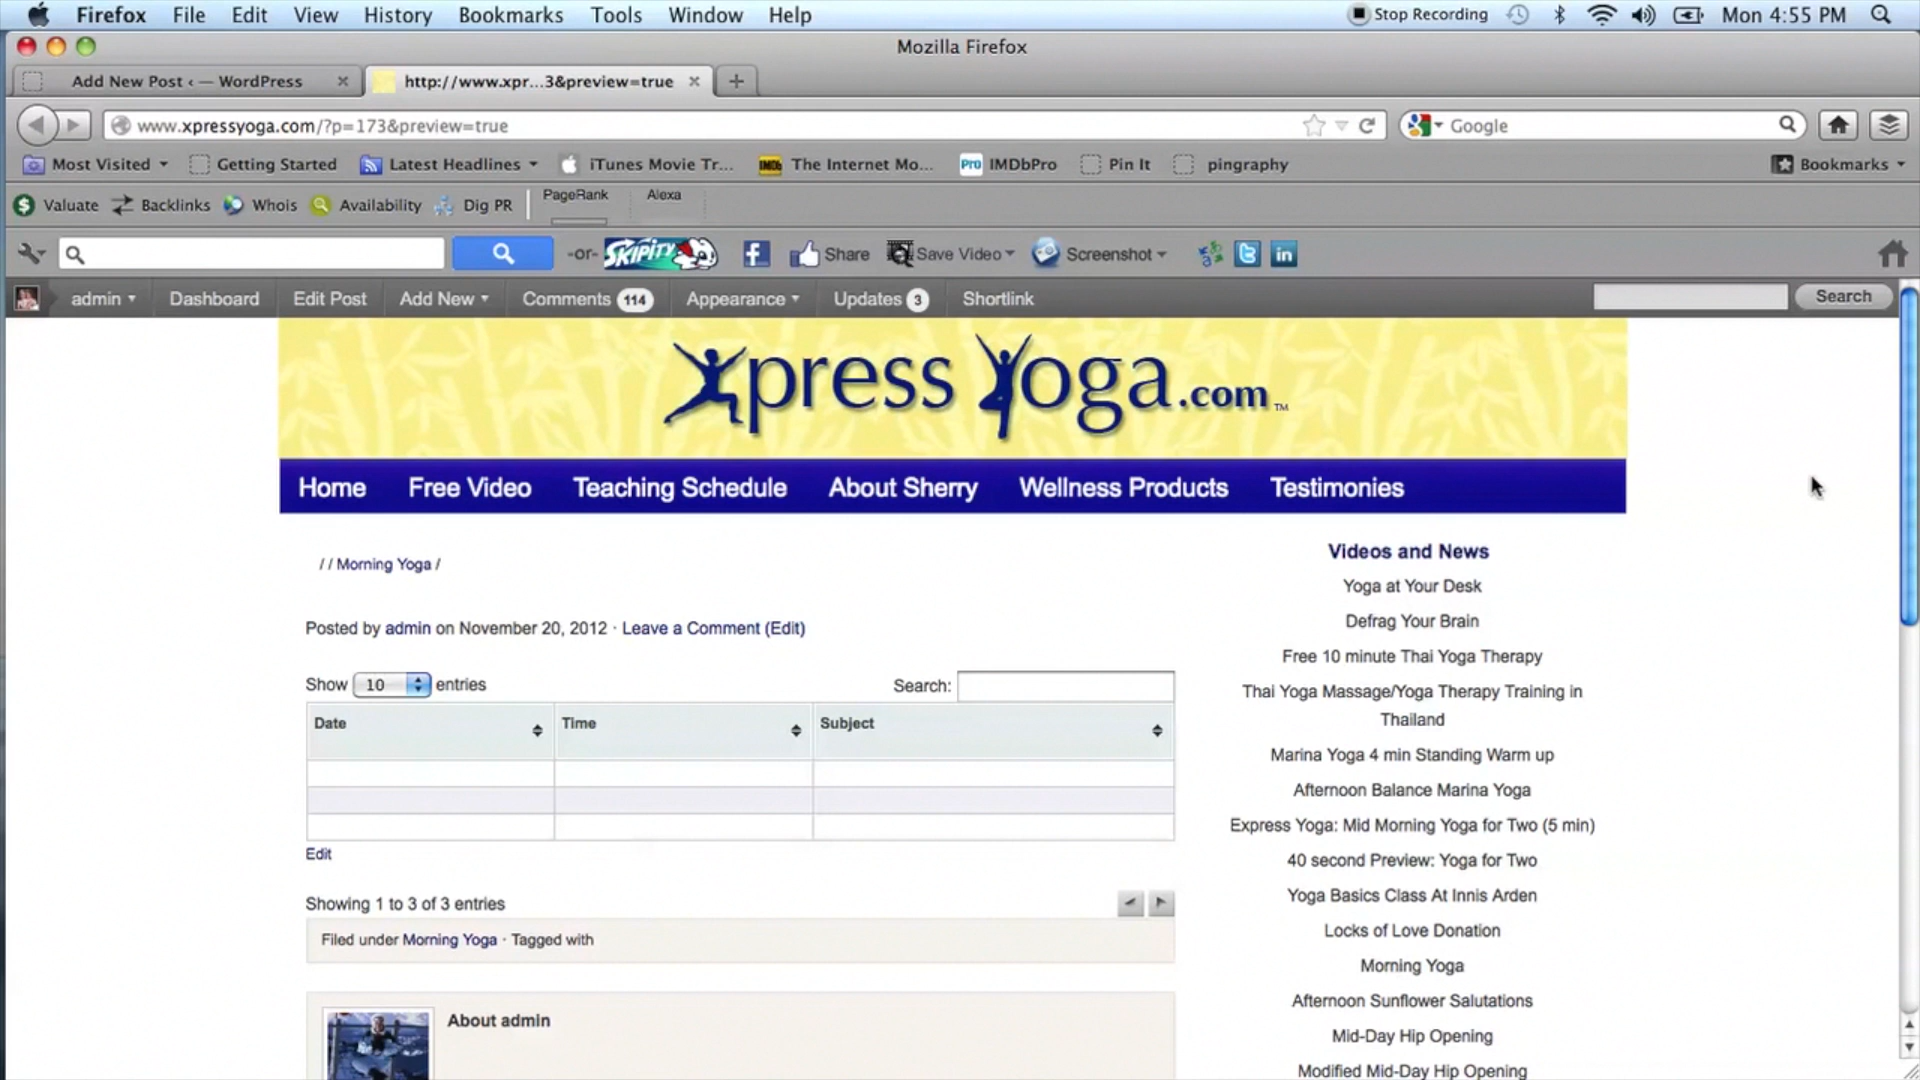 Firefox File Edit View History Bookmarks Tools Window Help Stop Recording Mon 4:55 PM
Mozilla Firefox
Add New Post ‹ — WordPress http://www.xpr...3&preview=true
www.xpressyoga.com/?p=173&preview=true Google
Most Visited Getting Started Latest Headlines iTunes Movie Tr... IMDb The Internet Mo... Pro IMDbPro Pin It pingraphy Bookmarks
Valuate Backlinks Whois Availability Dig PR PageRank Alexa
-or- SKIPITY Share Save Video Screenshot
admin Dashboard Edit Post Add New Comments 114 Appearance Updates 3 Shortlink Search
Xpress Yoga.com™
Home Free Video Teaching Schedule About Sherry Wellness Products Testimonies
/ / Morning Yoga /
Posted by admin on November 20, 2012 · Leave a Comment (Edit)
Show 10 entries Search:
Date Time Subject
Edit
Showing 1 to 3 of 3 entries
Filed under Morning Yoga · Tagged with
About admin
Videos and News
Yoga at Your Desk
Defrag Your Brain
Free 10 minute Thai Yoga Therapy
Thai Yoga Massage/Yoga Therapy Training in
Thailand
Marina Yoga 4 min Standing Warm up
Afternoon Balance Marina Yoga
Express Yoga: Mid Morning Yoga for Two (5 min)
40 second Preview: Yoga for Two
Yoga Basics Class At Innis Arden
Locks of Love Donation
Morning Yoga
Afternoon Sunflower Salutations
Mid-Day Hip Opening
Modified Mid-Day Hip Opening